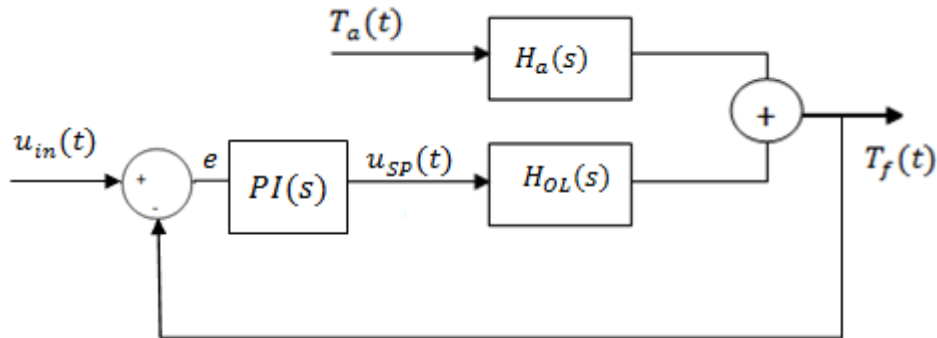 T_a(t)
H_a(s)
+
u_in(t)
+
-
e
PI(s)
u_SP(t)
H_OL(s)
T_f(t)